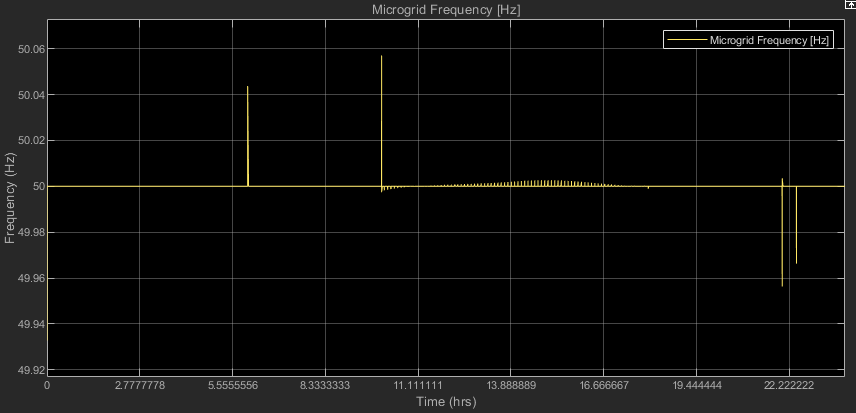 Microgrid Frequency [Hz]
Microgrid Frequency [Hz]
50.06
50.04
50.02
50
49.98
49.96
49.94
49.92
Frequency (Hz)
0 2.7777778 5.5555556 8.3333333 11.111111 13.888889 16.666667 19.444444 22.222222
Time (hrs)